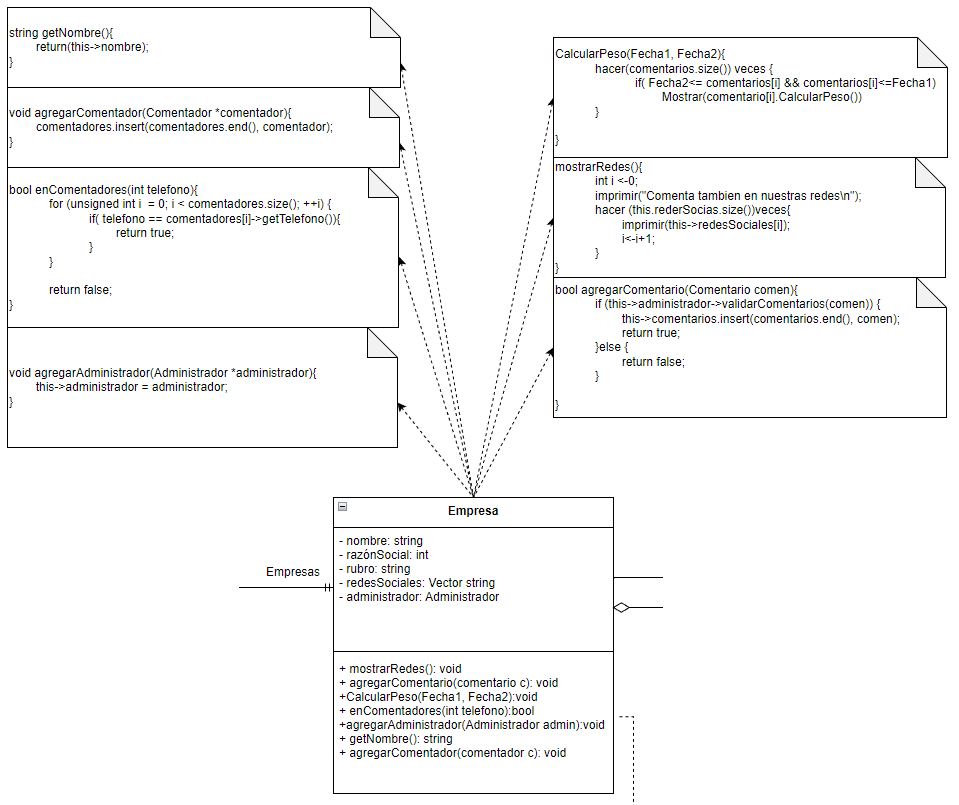 string getNombre(){
return(this->nombre);
}
void agregarComentador(Comentador *comentador){
comentadores.insert(comentadores.end(), comentador);
}
bool enComentadores(int telefono){
for (unsigned int i  = 0; i < comentadores.size(); ++i) {
if( telefono == comentadores[i]->getTelefono()){
return true;
}
}
return false;
}
void agregarAdministrador(Administrador *administrador){
this->administrador = administrador;
}
CalcularPeso(Fecha1, Fecha2){
hacer(comentarios.size()) veces {
if( Fecha2<= comentarios[i] && comentarios[i]<=Fecha1)
Mostrar(comentario[i].CalcularPeso())
}
}
mostrarRedes(){
int i <-0;
imprimir("Comenta tambien en nuestras redes\n");
hacer (this.rederSocias.size())veces{
imprimir(this->redesSociales[i]);
i<-i+1;
}
}
bool agregarComentario(Comentario comen){
if (this->administrador->validarComentarios(comen)) {
this->comentarios.insert(comentarios.end(), comen);
return true;
}else {
return false;
}
}
Empresa
Empresas
- nombre: string
- razónSocial: int
- rubro: string
- redesSociales: Vector string
- administrador: Administrador
+ mostrarRedes(): void
+ agregarComentario(comentario c): void
+CalcularPeso(Fecha1, Fecha2):void
+ enComentadores(int telefono):bool
+agregarAdministrador(Administrador admin):void
+ getNombre(): string
+ agregarComentador(comentador c): void